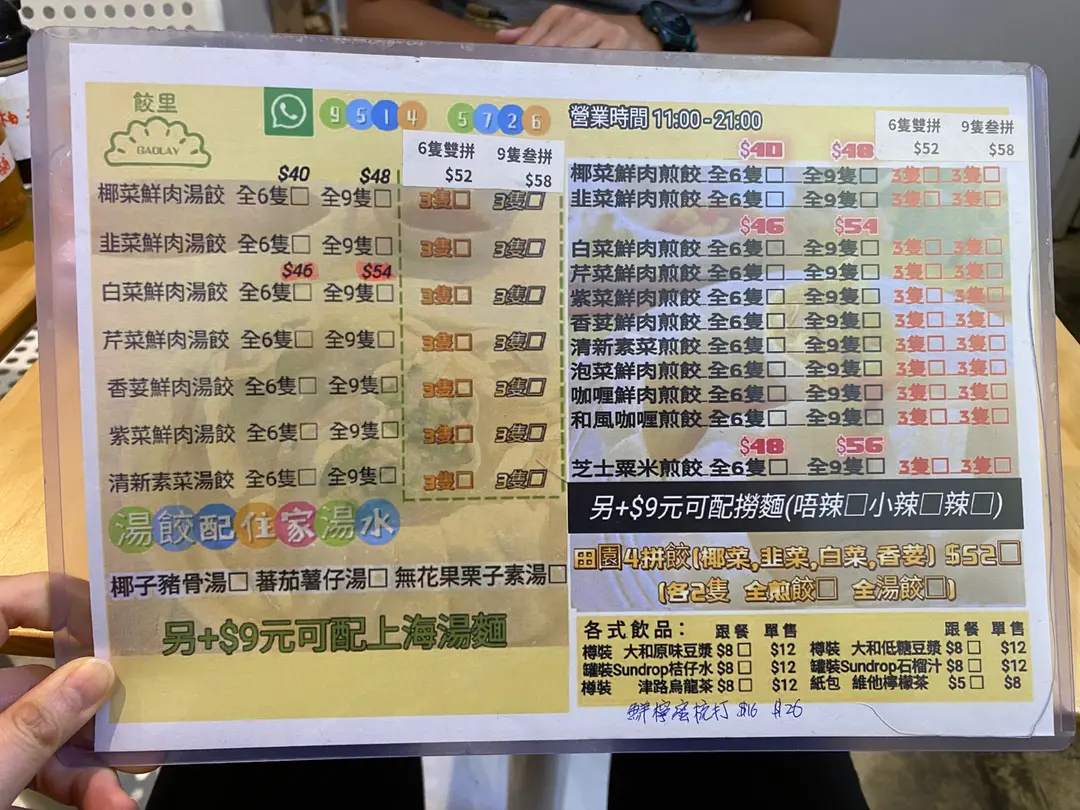 餃里
GAOLAY
9514 5726
6隻雙拼 9隻叁拼
$52 $58
$40 $48
椰菜鮮肉湯餃 全6隻□ 全9隻□ 3隻□ 3隻□
韭菜鮮肉湯餃 全6隻□ 全9隻□ 3隻□ 3隻□
$46 $54
白菜鮮肉湯餃 全6隻□ 全9隻□ 3隻□ 3隻□
芹菜鮮肉湯餃 全6隻□ 全9隻□ 3隻□ 3隻□
香荽鮮肉湯餃 全6隻□ 全9隻□ 3隻□ 3隻□
紫菜鮮肉湯餃 全6隻□ 全9隻□ 3隻□ 3隻□
清新素菜湯餃 全6隻□ 全9隻□ 3隻□ 3隻□
湯餃配住家湯水
椰子豬骨湯□ 蕃茄薯仔湯□ 無花果栗子素湯□
另+$9元可配上海湯麵
營業時間 11:00-21:00
6隻雙拼 9隻叁拼
$52 $58
$40 $48
椰菜鮮肉煎餃 全6隻□ 全9隻□ 3隻□ 3隻□
韭菜鮮肉煎餃 全6隻□ 全9隻□ 3隻□ 3隻□
$46 $54
白菜鮮肉煎餃 全6隻□ 全9隻□ 3隻□ 3隻□
芹菜鮮肉煎餃 全6隻□ 全9隻□ 3隻□ 3隻□
紫菜鮮肉煎餃 全6隻□ 全9隻□ 3隻□ 3隻□
香荽鮮肉煎餃 全6隻□ 全9隻□ 3隻□ 3隻□
清新素菜煎餃 全6隻□ 全9隻□ 3隻□ 3隻□
泡菜鮮肉煎餃 全6隻□ 全9隻□ 3隻□ 3隻□
咖喱鮮肉煎餃 全6隻□ 全9隻□ 3隻□ 3隻□
和風咖喱煎餃 全6隻□ 全9隻□ 3隻□ 3隻□
$48 $56
芝士粟米煎餃 全6隻□ 全9隻□ 3隻□ 3隻□
另+$9元可配撈麵(唔辣□小辣□辣□)
田園4拼餃(椰菜,韭菜,白菜,香荽) $52□
(各2隻 全煎餃□ 全湯餃□)
各式飲品: 跟餐 單售 跟餐 單售
樽裝 大和原味豆漿 $8□ $12 樽裝 大和低糖豆漿 $8□ $12
罐裝Sundrop桔仔水 $8□ $12 罐裝Sundrop石榴汁 $8□ $12
樽裝 津路烏龍茶 $8□ $12 紙包 維他檸檬茶 $5□ $8
鮮檸蜜梳打 $16 $26